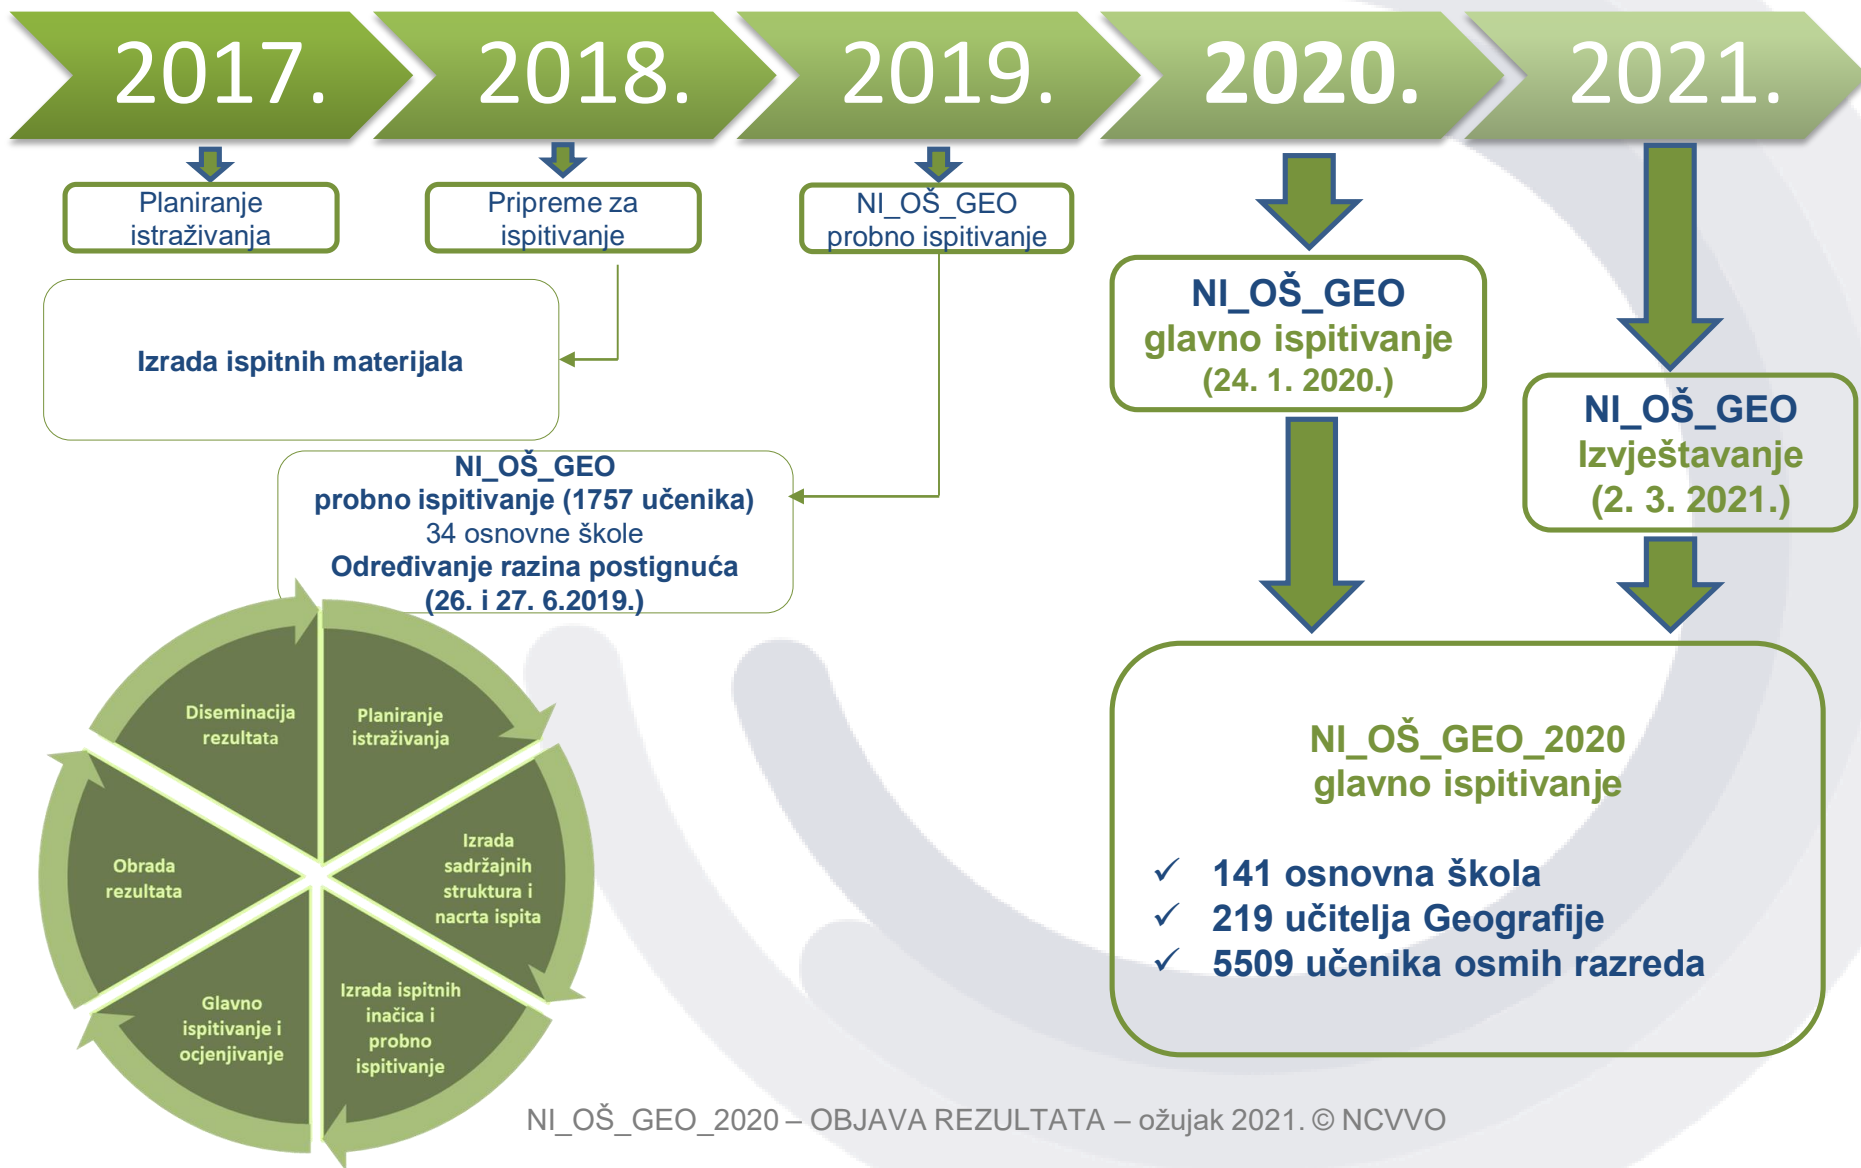 2017.
2018.
2019.
2020.
2021.
Planiranje
istraživanja
Pripreme za
ispitivanje
NI_OŠ_GEO
probno ispitivanje
NI_OŠ_GEO
glavno ispitivanje
(24. 1. 2020.)
NI_OŠ_GEO
Izvještavanje
(2. 3. 2021.)
Izrada ispitnih materijala
NI_OŠ_GEO
probno ispitivanje (1757 učenika)
34 osnovne škole
Određivanje razina postignuća
(26. i 27. 6.2019.)
Diseminacija
rezultata
Planiranje
istraživanja
Izrada
sadržajnih
struktura i
nacrta ispita
Izrada ispitnih
inačica i
probno
ispitivanje
Glavno
ispitivanje i
ocjenjivanje
Obrada
rezultata
NI_OŠ_GEO_2020
glavno ispitivanje
✓ 141 osnovna škola
✓ 219 učitelja Geografije
✓ 5509 učenika osmih razreda
NI_OŠ_GEO_2020 – OBJAVA REZULTATA – ožujak 2021. © NCVVO